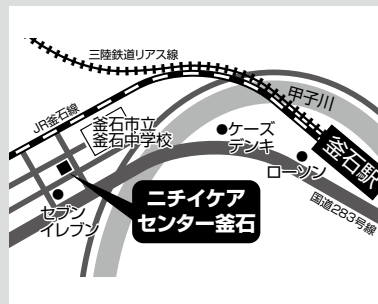 三陸鉄道リアス線
JR釜石線
甲子川
釜石市立
釜石中学校
ケーズ
デンキ
釜石駅
ローソン
ニチイケア
センター釜石
セブン
イレブン
国道283号線